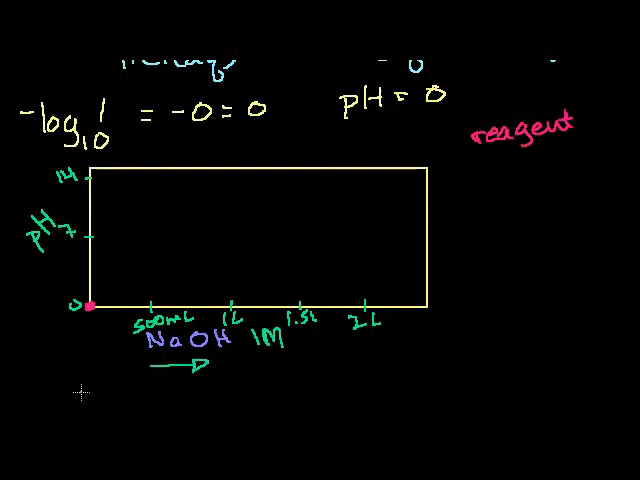 -log₁₀ 1 = -0 = 0
pH = 0
reagent
14
pH
7
0
500mL 1L 1.5L 2L
NaOH 1M